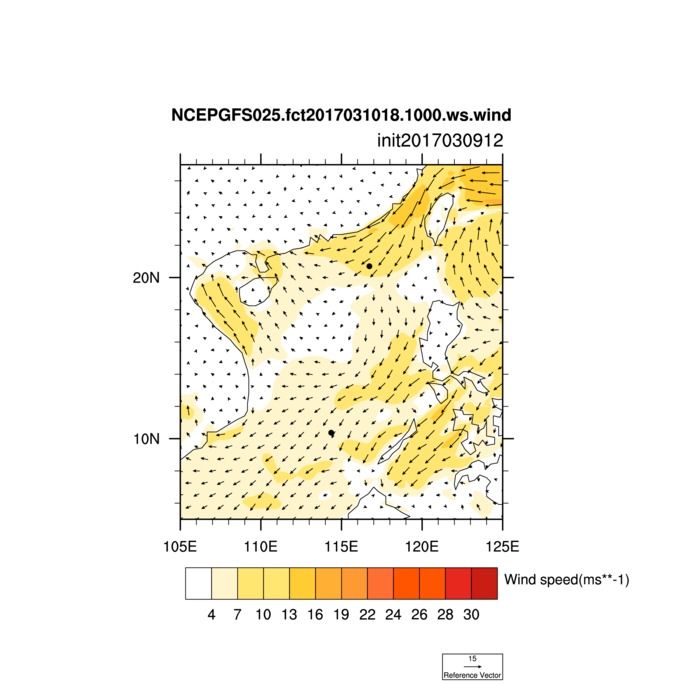 NCEPGFS025.fct2017031018.1000.ws.wind
init2017030912
20N
10N
105E 110E 115E 120E 125E
Wind speed(ms**-1)
4 7 10 13 16 19 22 24 26 28 30
15
Reference Vector